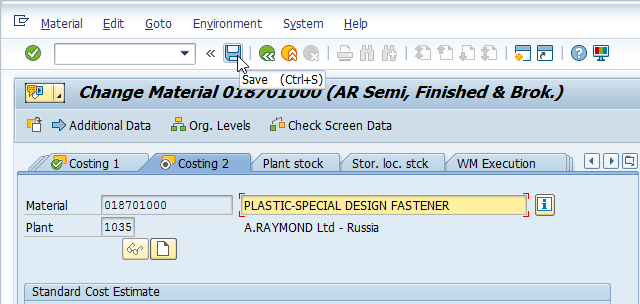 Material Edit Goto Environment System Help
Save (Ctrl+S)
Change Material 018701000 (AR Semi, Finished & Brok.)
Additional Data Org. Levels Check Screen Data
Costing 1 Costing 2 Plant stock Stor. loc. stck WM Execution
Material 018701000 PLASTIC-SPECIAL DESIGN FASTENER
Plant 1035 A.RAYMOND Ltd - Russia
Standard Cost Estimate